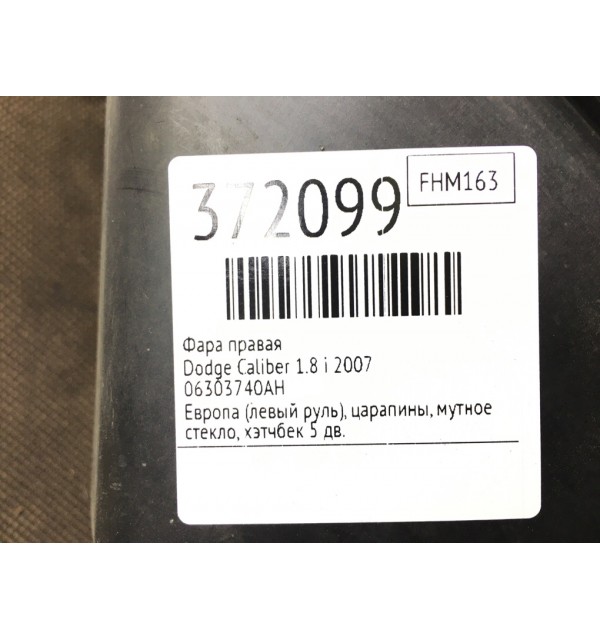 372099
FHM163
Фара правая
Dodge Caliber 1.8 i 2007
06303740AH
Европа (левый руль), царапины, мутное
стекло, хэтчбек 5 дв.